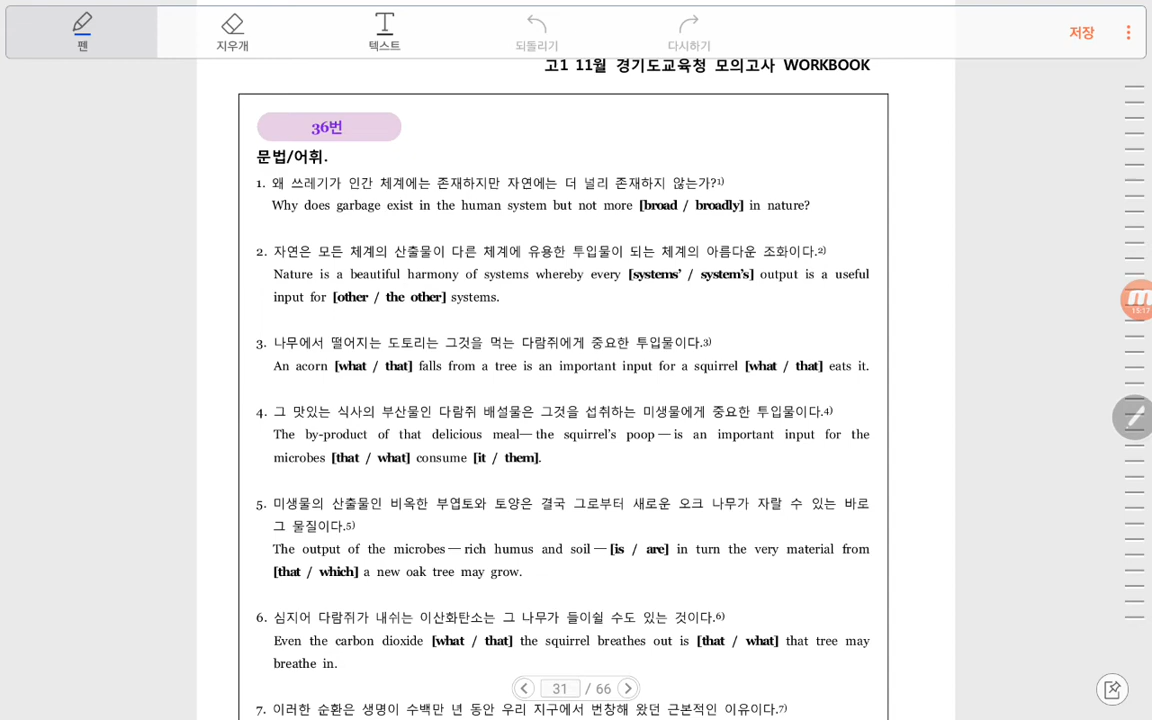 펜
지우개
텍스트
되돌리기
다시하기
저장
고1 11월 경기도교육청 모의고사 WORKBOOK
36번
문법/어휘.
1. 왜 쓰레기가 인간 체계에는 존재하지만 자연에는 더 널리 존재하지 않는가?1)
Why does garbage exist in the human system but not more [broad / broadly] in nature?
2. 자연은 모든 체계의 산출물이 다른 체계에 유용한 투입물이 되는 체계의 아름다운 조화이다.2)
Nature is a beautiful harmony of systems whereby every [systems' / system's] output is a useful
input for [other / the other] systems.
3. 나무에서 떨어지는 도토리는 그것을 먹는 다람쥐에게 중요한 투입물이다.3)
An acorn [what / that] falls from a tree is an important input for a squirrel [what / that] eats it.
4. 그 맛있는 식사의 부산물인 다람쥐 배설물은 그것을 섭취하는 미생물에게 중요한 투입물이다.4)
The by-product of that delicious meal—the squirrel's poop—is an important input for the
microbes [that / what] consume [it / them].
5. 미생물의 산출물인 비옥한 부엽토와 토양은 결국 그로부터 새로운 오크 나무가 자랄 수 있는 바로
그 물질이다.5)
The output of the microbes—rich humus and soil—[is / are] in turn the very material from
[that / which] a new oak tree may grow.
6. 심지어 다람쥐가 내쉬는 이산화탄소는 그 나무가 들이쉴 수도 있는 것이다.6)
Even the carbon dioxide [what / that] the squirrel breathes out is [that / what] that tree may
breathe in.
31 / 66
7. 이러한 순환은 생명이 수백만 년 동안 우리 지구에서 번창해 왔던 근본적인 이유이다.7)
15:17